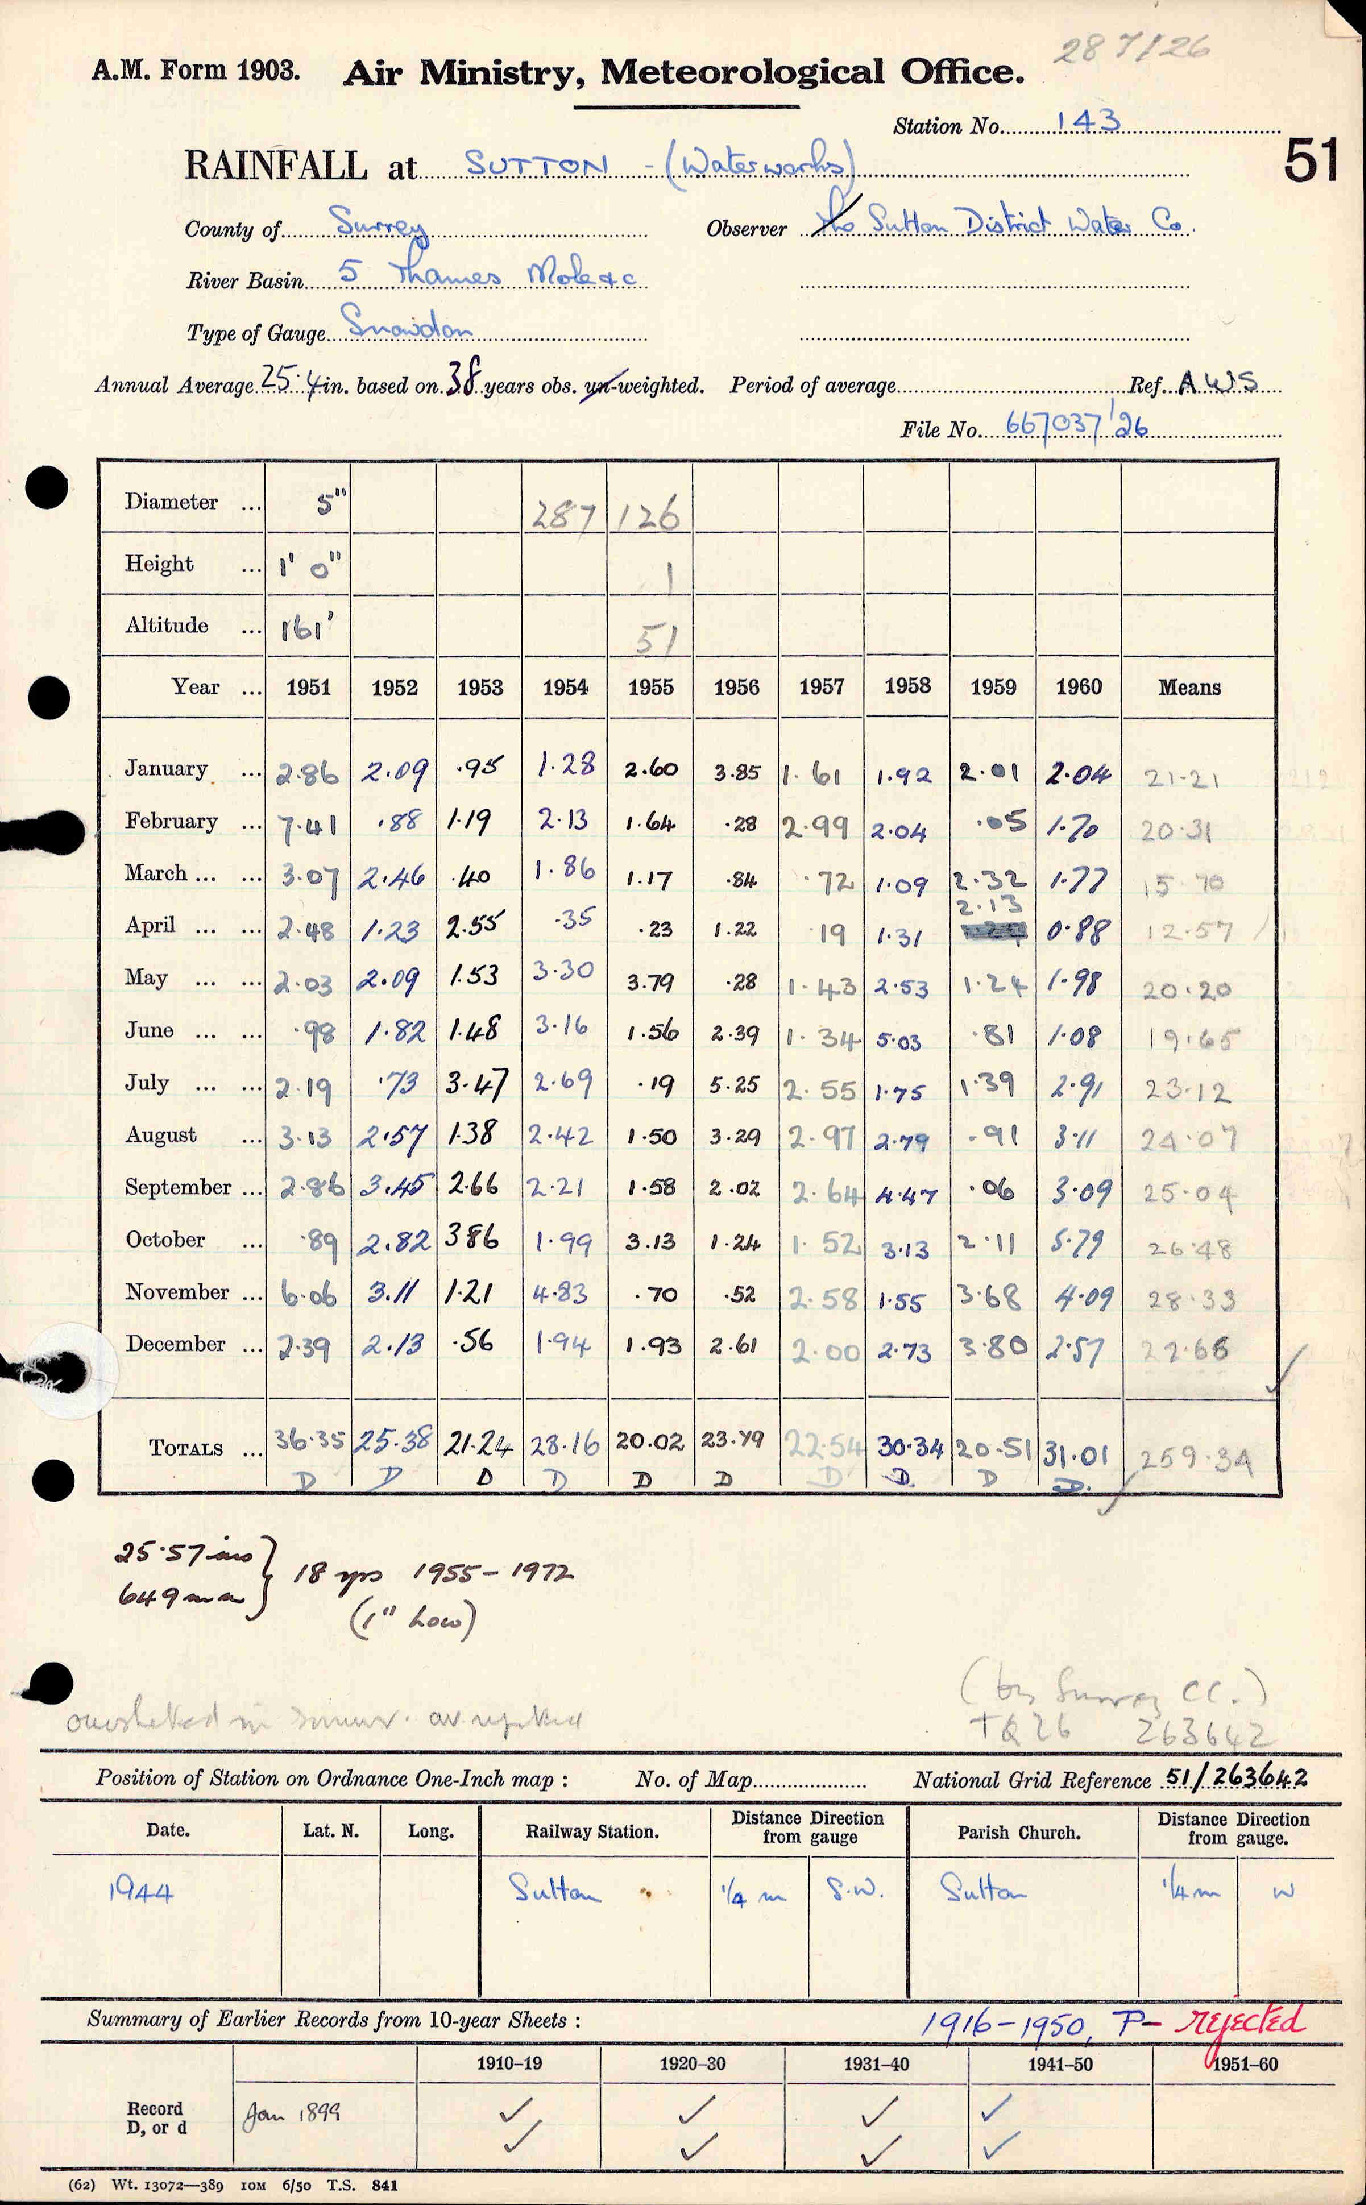 287/26
A.M. Form 1903. Air Ministry, Meteorological Office.
Station No. 143
51
RAINFALL at SUTTON - (Waterworks)
County of Surrey Observer The Sutton District Water Co.
River Basin 5 Thames Mole &c
Type of Gauge Snowdon
Annual Average 25.4 in. based on 38 years obs. un-weighted. Period of average Ref. AWS
File No. 667037/26
Diameter ... 5" 287 126
Height ... 1' 0" 1
Altitude ... 161' 51
Year ... 1951 1952 1953 1954 1955 1956 1957 1958 1959 1960 Means
January ... 2.86 2.09 .95 1.28 2.60 3.85 1.61 1.92 2.01 2.04 21.21
February ... 7.41 .88 1.19 2.13 1.64 .28 2.99 2.04 .05 1.70 20.31
March ... ... 3.07 2.46 .40 1.86 1.17 .84 .72 1.09 2.32 1.77 15.70
April ... ... 2.48 1.23 2.55 .35 .23 1.22 .19 1.31 2.13 0.88 12.57
May ... ... 2.03 2.09 1.53 3.30 3.79 .28 1.43 2.53 1.24 1.98 20.20
June ... ... .98 1.82 1.48 3.16 1.56 2.39 1.34 5.03 .81 1.08 19.65
July ... ... 2.19 .73 3.47 2.69 .19 5.25 2.55 1.75 1.39 2.91 23.12
August ... 3.13 2.57 1.38 2.42 1.50 3.29 2.97 2.79 .91 3.11 24.07
September ... 2.86 3.45 2.66 2.21 1.58 2.02 2.64 4.47 .06 3.09 25.04
October ... .89 2.82 3 86 1.99 3.13 1.24 1.52 3.13 2.11 5.79 26.48
November ... 6.06 3.11 1.21 4.83 .70 .52 2.58 1.55 3.68 4.09 28.33
December ... 2.39 2.13 .56 1.94 1.93 2.61 2.00 2.73 3.80 2.57 22.66
TOTALS ... 36.35 25.38 21.24 28.16 20.02 23.79 22.54 30.34 20.51 31.01 259.34
D D D D D D D D D D
25.57 ins } 18 yrs 1955-1972
649 mm } (1" low)
(by Surrey CC.)
TQ26 263642
Position of Station on Ordnance One-Inch map : No. of Map National Grid Reference 51/263642
Date. Lat. N. Long. Railway Station. Distance Direction from gauge Parish Church. Distance Direction from gauge.
1944 Sutton 1/4 m S.W. Sutton 1/4 m W
Summary of Earlier Records from 10-year Sheets : 1916-1950, P- rejected
1910-19 1920-30 1931-40 1941-50 1951-60
Record
D, or d Jan 1899 ✓ ✓ ✓ ✓
✓ ✓ ✓ ✓
(62) Wt. 13072—389 10M 6/50 T.S. 841